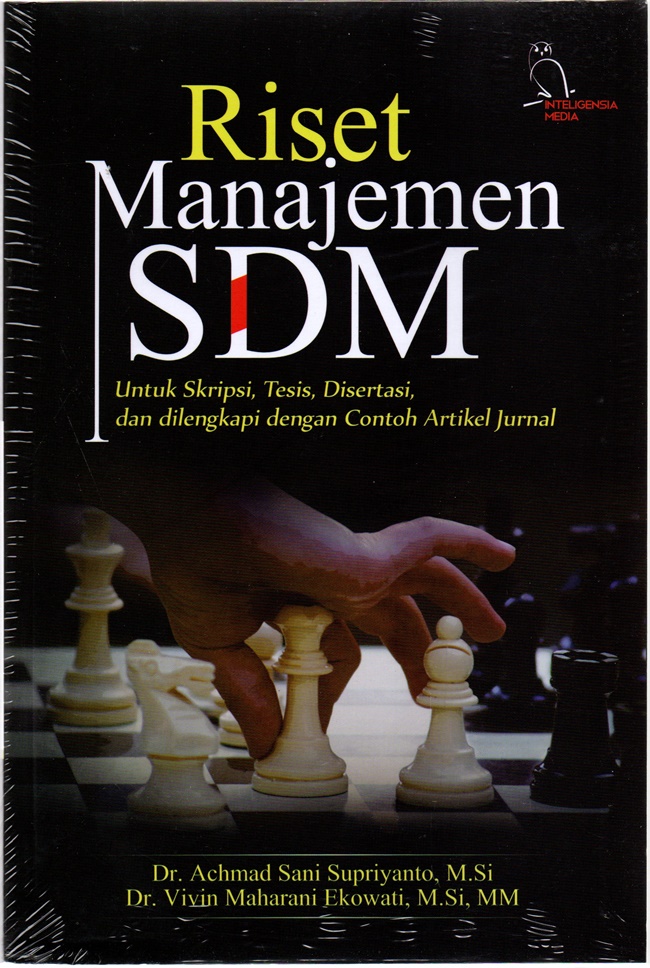 INTELIGENSIA
MEDIA
Riset
Manajemen
SDM
Untuk Skripsi, Tesis, Disertasi,
dan dilengkapi dengan Contoh Artikel Jurnal
Dr. Achmad Sani Supriyanto, M.Si
Dr. Vivin Maharani Ekowati, M.Si, MM